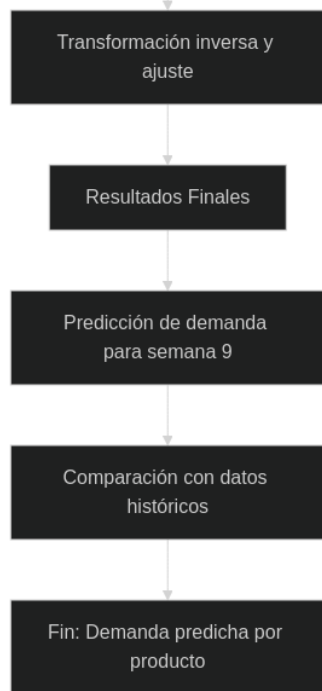 Transformación inversa y
ajuste
Resultados Finales
Predicción de demanda
para semana 9
Comparación con datos
históricos
Fin: Demanda predicha por
producto